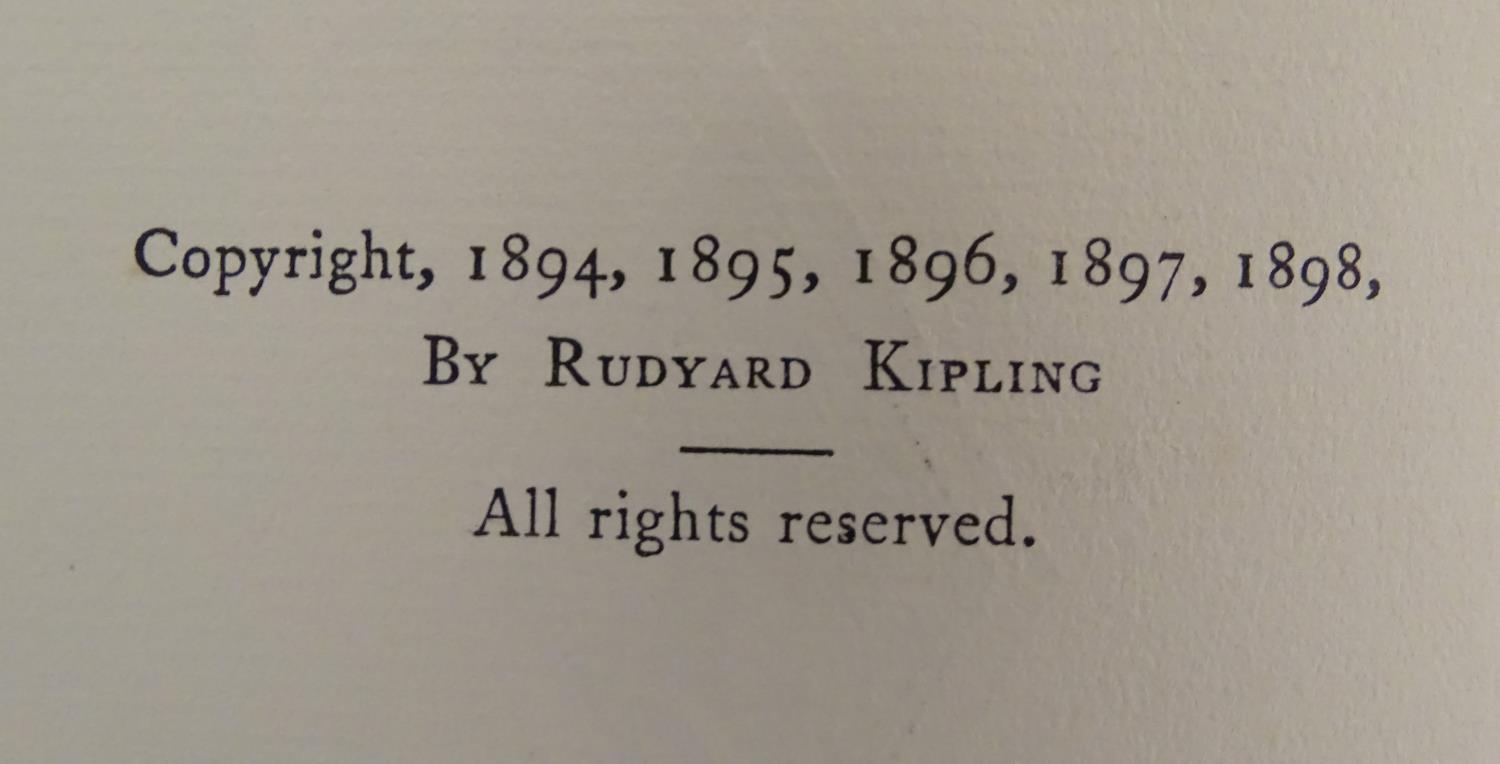 Copyright, 1894, 1895, 1896, 1897, 1898,
By Rudyard Kipling
All rights reserved.